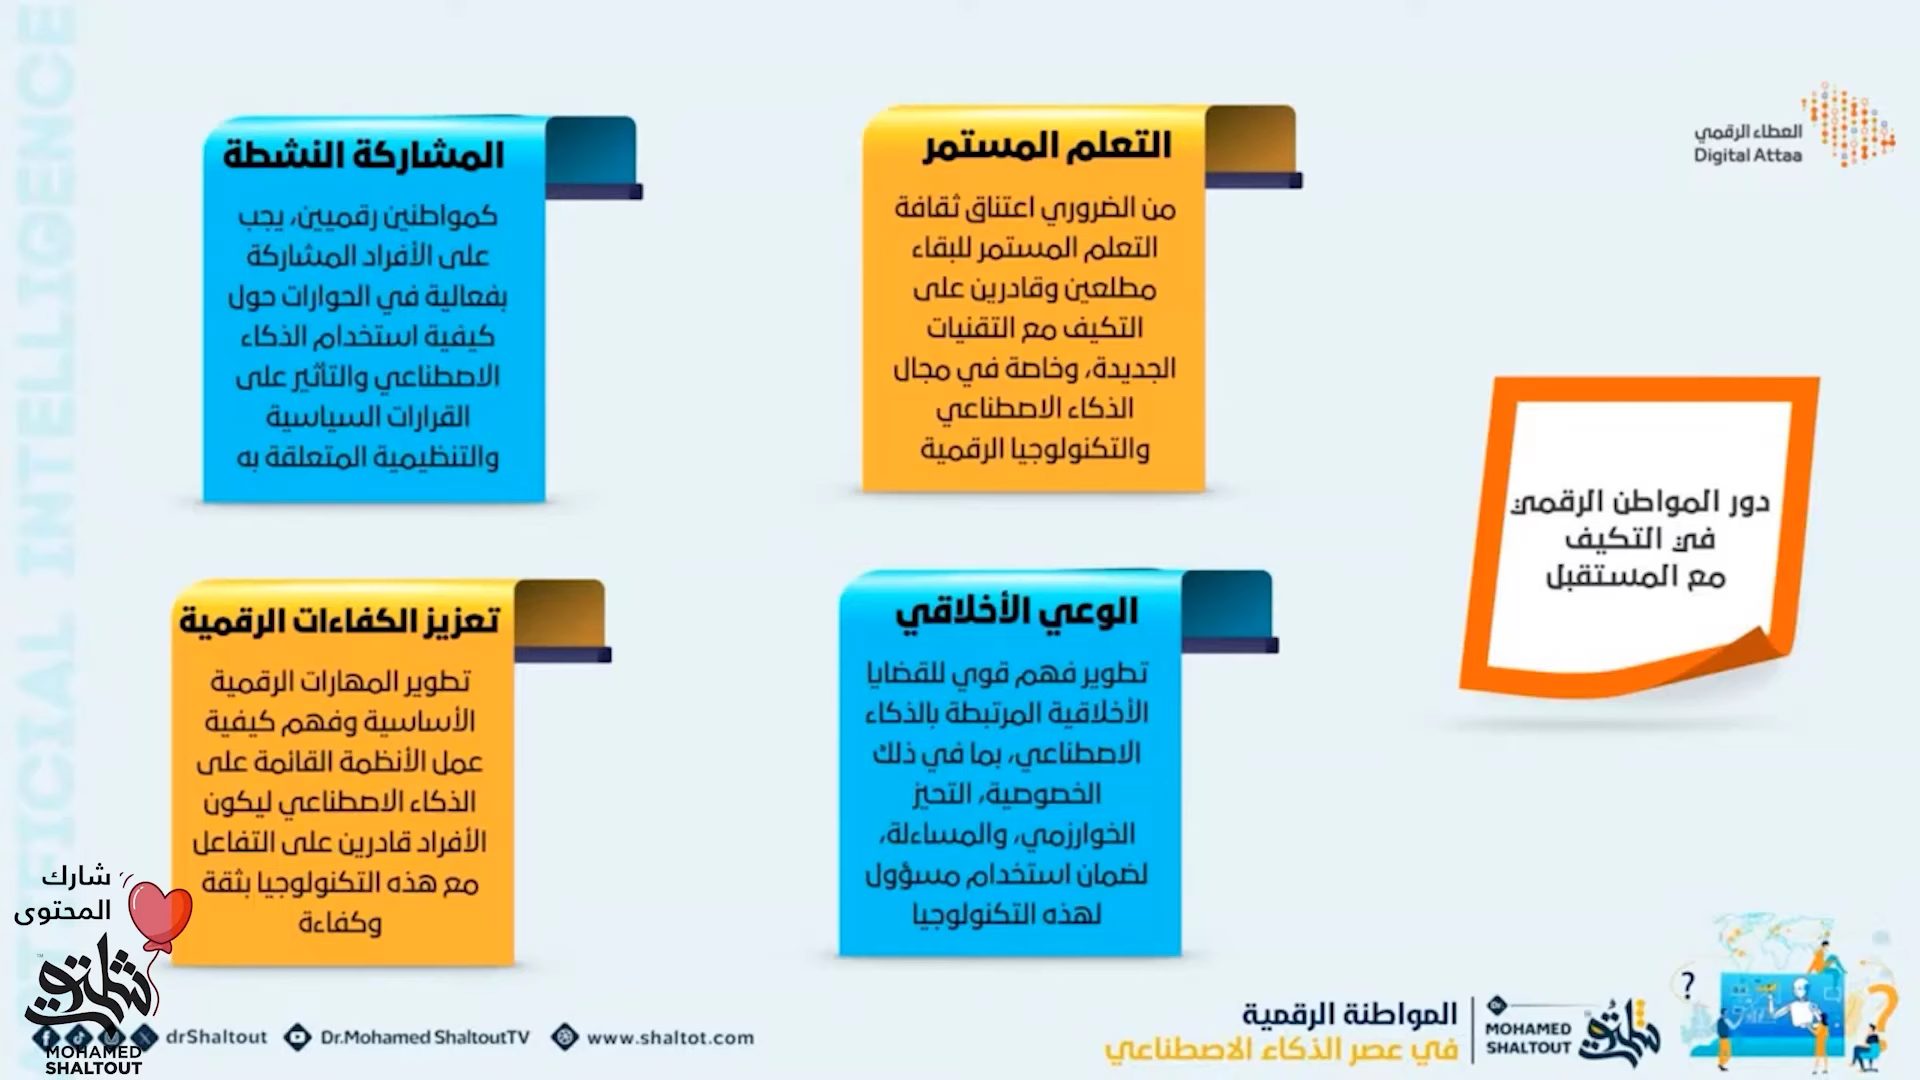 العطاء الرقمي
Digital Attaa
دور المواطن الرقمي
في التكيف
مع المستقبل
التعلم المستمر
من الضروري اعتناق ثقافة
التعلم المستمر للبقاء
مطلعين وقادرين على
التكيف مع التقنيات
الجديدة، وخاصة في مجال
الذكاء الاصطناعي
والتكنولوجيا الرقمية
المشاركة النشطة
كمواطنين رقميين، يجب
على الأفراد المشاركة
بفعالية في الحوارات حول
كيفية استخدام الذكاء
الاصطناعي والتأثير على
القرارات السياسية
والتنظيمية المتعلقة به
الوعي الأخلاقي
تطوير فهم قوي للقضايا
الأخلاقية المرتبطة بالذكاء
الاصطناعي، بما في ذلك
الخصوصية، التحيز
الخوارزمي، والمساءلة،
لضمان استخدام مسؤول
لهذه التكنولوجيا
تعزيز الكفاءات الرقمية
تطوير المهارات الرقمية
الأساسية وفهم كيفية
عمل الأنظمة القائمة على
الذكاء الاصطناعي ليكون
الأفراد قادرين على التفاعل
مع هذه التكنولوجيا بثقة
وكفاءة
شارك
المحتوى
شلتوت
MOHAMED
SHALTOUT
drShaltout
Dr.Mohamed ShaltoutTV
www.shaltot.com
المواطنة الرقمية
في عصر الذكاء الاصطناعي
Dr
MOHAMED
SHALTOUT
شلتوت
INTELLIGENCE